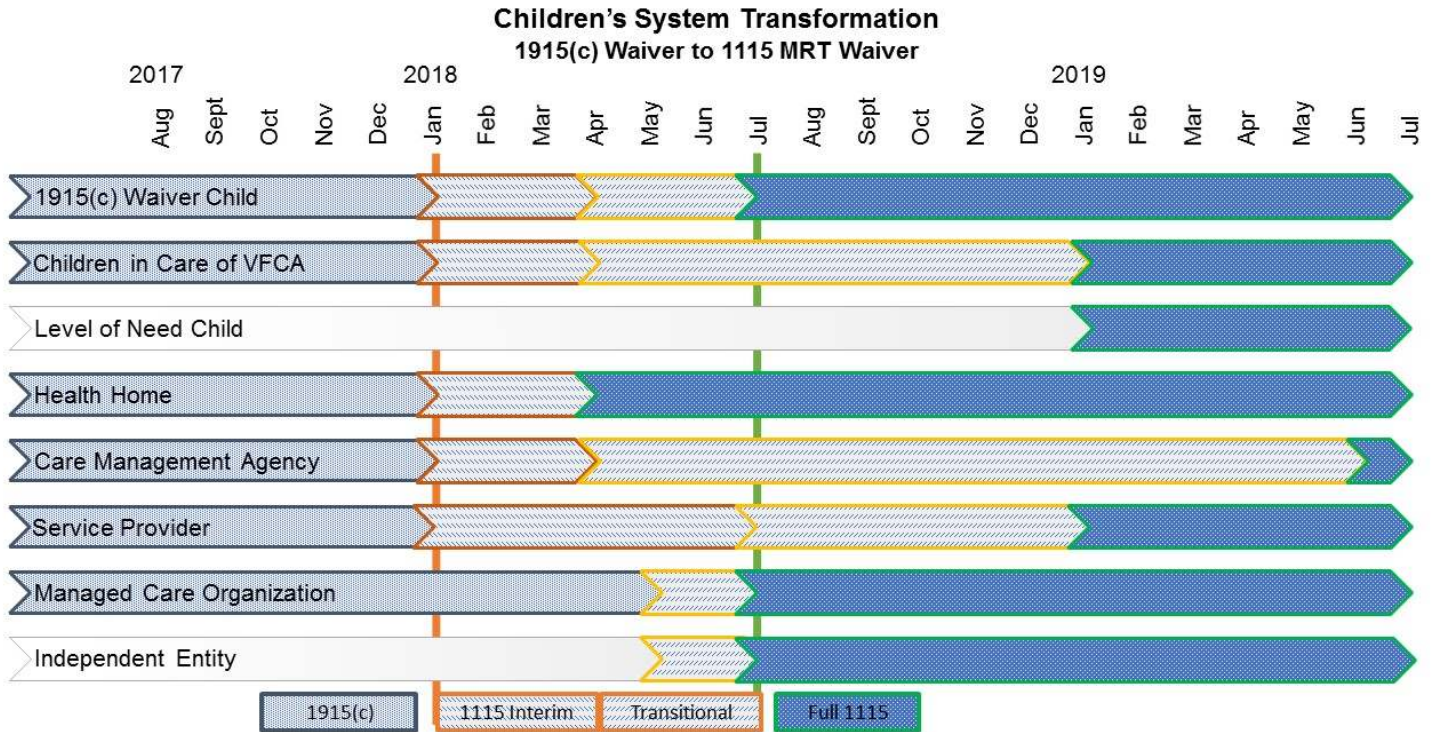 Children's System Transformation
1915(c) Waiver to 1115 MRT Waiver
2017 2018 2019
Aug Sept Oct Nov Dec Jan Feb Mar Apr May Jun Jul Aug Sept Oct Nov Dec Jan Feb Mar Apr May Jun Jul
1915(c) Waiver Child
Children in Care of VFCA
Level of Need Child
Health Home
Care Management Agency
Service Provider
Managed Care Organization
Independent Entity
1915(c) 1115 Interim Transitional Full 1115